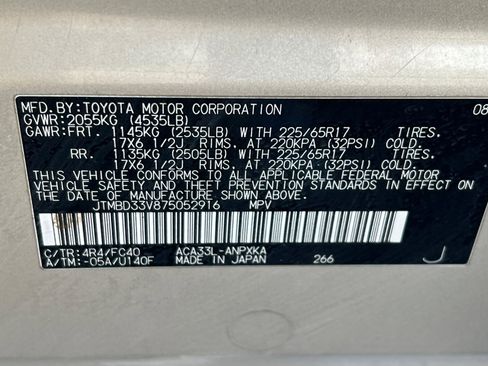 MFD.BY:TOYOTA MOTOR CORPORATION 08
GVWR:2055KG (4535LB)
GAWR:FRT. 1145KG (2535LB) WITH 225/65R17 TIRES.
17X6 1/2J RIMS. AT 220KPA (32PSI) COLD.
RR. 1135KG (2505LB) WITH 225/65R17 TIRES.
17X6 1/2J RIMS. AT 220KPA (32PSI) COLD.
THIS VEHICLE CONFORMS TO ALL APPLICABLE FEDERAL MOTOR
VEHICLE SAFETY AND THEFT PREVENTION STANDARDS IN EFFECT ON
THE DATE OF MANUFACTURE SHOWN ABOVE.
JTMBD33V875052916 MPV
C/TR:4R4/FC40 ACA33L-ANPXKA
A/TM:-05A/U140F MADE IN JAPAN 266 J